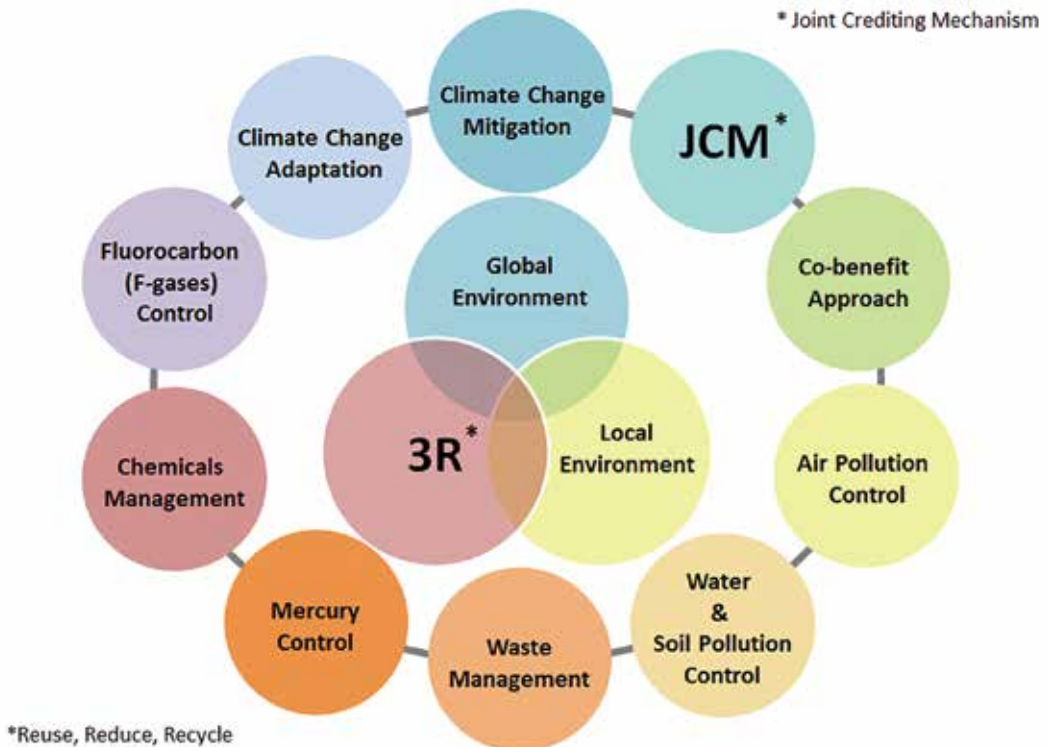 * Joint Crediting Mechanism
Climate Change
Mitigation
JCM*
Climate Change
Adaptation
Fluorocarbon
(F-gases)
Control
Global
Environment
Co-benefit
Approach
3R*
Local
Environment
Chemicals
Management
Air Pollution
Control
Mercury
Control
Waste
Management
Water
&
Soil Pollution
Control
*Reuse, Reduce, Recycle